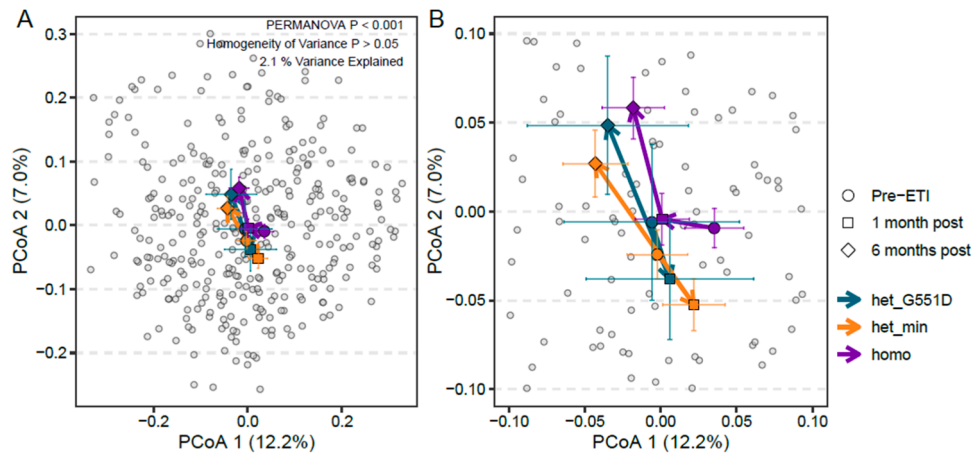 A
PERMANOVA P < 0.001
Homogeneity of Variance P > 0.05
2.1 % Variance Explained
0.3
0.2
0.1
0.0
−0.1
−0.2
PCoA 2 (7.0%)
−0.2
0.0
0.2
PCoA 1 (12.2%)
B
0.10
0.05
0.00
−0.05
−0.10
PCoA 2 (7.0%)
−0.10
−0.05
0.00
0.05
0.10
PCoA 1 (12.2%)
Pre−ETI
1 month post
6 months post
het_G551D
het_min
homo